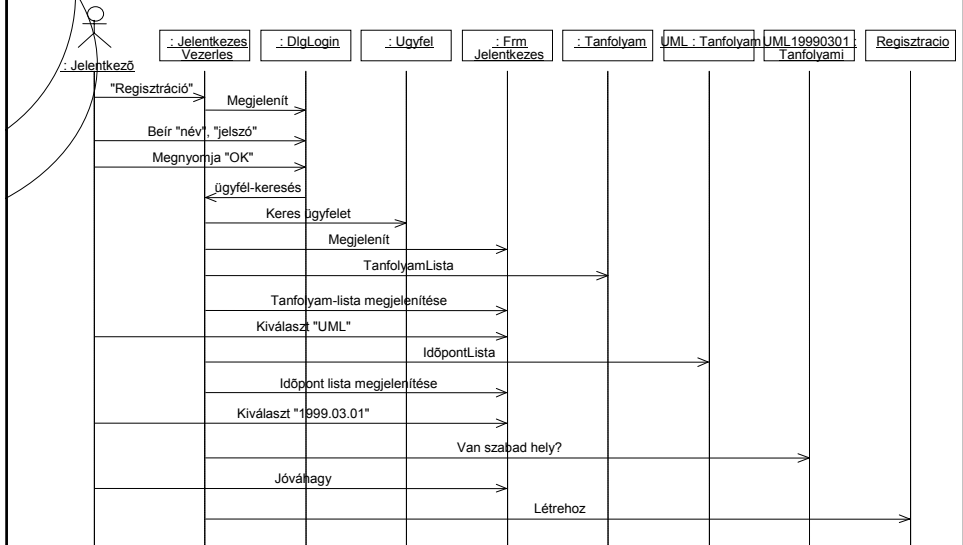 : Jelentkezõ
: Jelentkezes
Vezerles
: DlgLogin
: Ugyfel
: Frm
Jelentkezes
: Tanfolyam
UML : Tanfolyam
UML19990301 :
Tanfolyami
Regisztracio
"Regisztráció"
Megjelenít
Beír "név", "jelszó"
Megnyomja "OK"
ügyfél-keresés
Keres ügyfelet
Megjelenít
TanfolyamLista
Tanfolyam-lista megjelenítése
Kiválaszt "UML"
IdõpontLista
Idõpont lista megjelenítése
Kiválaszt "1999.03.01"
Van szabad hely?
Jóváhagy
Létrehoz